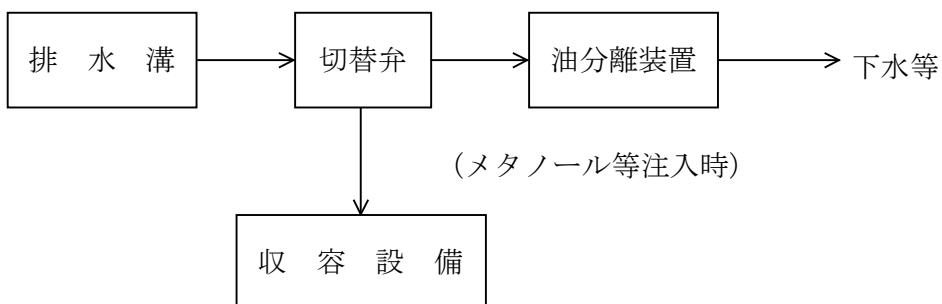 排水溝
切替弁
油分離装置
下水等
（メタノール等注入時）
収容設備